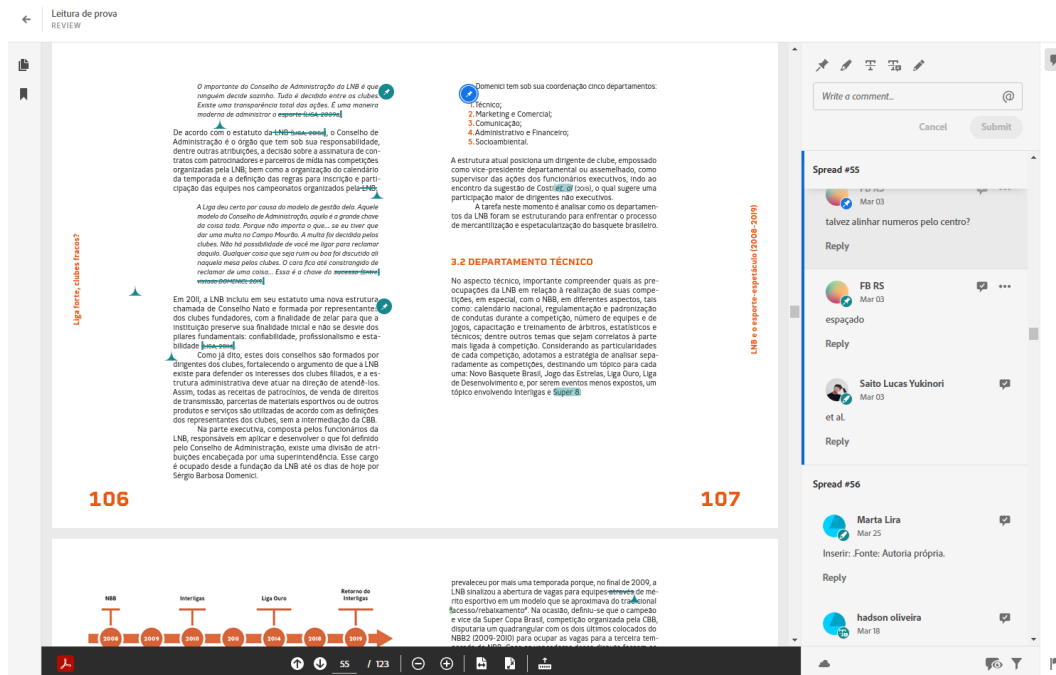 Leitura de prova
REVIEW
O importante do Conselho de Administração da LNB é que
ninguém decide sozinho. Tudo é decidido entre os clubes.
Existe uma transparência total das ações. É uma maneira
moderna de administrar o esporte (LIGA, 2009a)
De acordo com o estatuto da LNB (LIGA, ), o Conselho de
Administração é o órgão que tem sob sua responsabilidade,
dentre outras atribuições, a decisão sobre a assinatura de con-
tratos com patrocinadores e parceiros de mídia nas competições
organizadas pela LNB; bem como a organização do calendário
da temporada e a definição das regras para inscrição e parti-
cipação das equipes nos campeonatos organizados pela LNB.
A Liga deu certo por causa do modelo de gestão dela. Aquele
modelo do Conselho de Administração, aquilo é a grande chave
da coisa toda. Porque não importa o que... se eu tiver que
dar uma multa no Campo Mourão. A multa foi decidida pelos
clubes. Não há possibilidade de você me ligar para reclamar
daquilo. Qualquer coisa que seja ruim ou boa foi discutida ali
naquela mesa pelos clubes. O cara fica até constrangido de
reclamar de uma coisa... Essa é a chave do sucesso (Entre
vistado DOMENICI, 2019)
Em 2011, a LNB incluiu em seu estatuto uma nova estrutura
chamada de Conselho Nato e formada por representantes
dos clubes fundadores, com a finalidade de zelar para que a
instituição preserve sua finalidade inicial e não se desvie dos
pilares fundamentais: confiabilidade, profissionalismo e esta-
bilidade (LIGA, )
Como já dito, estes dois conselhos são formados por
dirigentes dos clubes, fortalecendo o argumento de que a LNB
existe para defender os interesses dos clubes filiados, e a es-
trutura administrativa deve atuar na direção de atendê-los.
Assim, todas as receitas de patrocínios, de venda de direitos
de transmissão, parcerias de materiais esportivos ou de outros
produtos e serviços são utilizadas de acordo com as definições
dos representantes dos clubes, sem a intermediação da CBB.
Na parte executiva, composta pelos funcionários da
LNB, responsáveis em aplicar e desenvolver o que foi definido
pelo Conselho de Administração, existe uma divisão de atri-
buições encabeçada por uma superintendência. Esse cargo
é ocupado desde a fundação da LNB até os dias de hoje por
Sérgio Barbosa Domenici.
Liga forte, clubes fracos?
106
Domenici tem sob sua coordenação cinco departamentos:
1. Técnico;
2. Marketing e Comercial;
3. Comunicação;
4. Administrativo e Financeiro;
5. Socioambiental.
A estrutura atual posiciona um dirigente de clube, empossado
como vice-presidente departamental ou assemelhado, como
supervisor das ações dos funcionários executivos, indo ao
encontro da sugestão de Costi et. al (2015), o qual sugere uma
participação maior de dirigentes não executivos.
A tarefa neste momento é analisar como os departamen-
tos da LNB foram se estruturando para enfrentar o processo
de mercantilização e espetacularização do basquete brasileiro.
3.2 DEPARTAMENTO TÉCNICO
No aspecto técnico, importante compreender quais as pre-
ocupações da LNB em relação à realização de suas compe-
tições, em especial, com o NBB, em diferentes aspectos, tais
como: calendário nacional, regulamentação e padronização
de condutas durante a competição, número de equipes e de
jogos, capacitação e treinamento de árbitros, estatísticos e
técnicos; dentre outros temas que sejam correlatos à parte
mais ligada à competição. Considerando as particularidades
de cada competição, adotamos a estratégia de analisar sepa-
radamente as competições, destinando um tópico para cada
uma: Novo Basquete Brasil, Jogo das Estrelas, Liga Ouro, Liga
de Desenvolvimento e, por serem eventos menos expostos, um
tópico envolvendo Interligas e Super 8.
LNB e o esporte-espetáculo (2008-2019)
107
NBB
Interligas
Liga Ouro
Retorno do
Interligas
2008
2009
2010
2011
2014
2018
2019
prevaleceu por mais uma temporada porque, no final de 2009, a
LNB sinalizou a abertura de vagas para equipes através de mé-
rito esportivo em um modelo que se aproximava do tradicional
"acesso/rebaixamento". Na ocasião, definiu-se que o campeão
e vice da Super Copa Brasil, competição organizada pela CBB,
disputaria um quadrangular com os dois últimos colocados do
NBB2 (2009-2010) para ocupar as vagas para a terceira tem-
55 / 123
Write a comment...
@
Cancel
Submit
Spread #55
FB RS
Mar 03
talvez alinhar numeros pelo centro?
Reply
FB RS
Mar 03
espaçado
Reply
Saito Lucas Yukinori
Mar 03
et al.
Reply
Spread #56
Marta Lira
Mar 25
Inserir: .Fonte: Autoria própria.
Reply
hadson oliveira
Mar 18